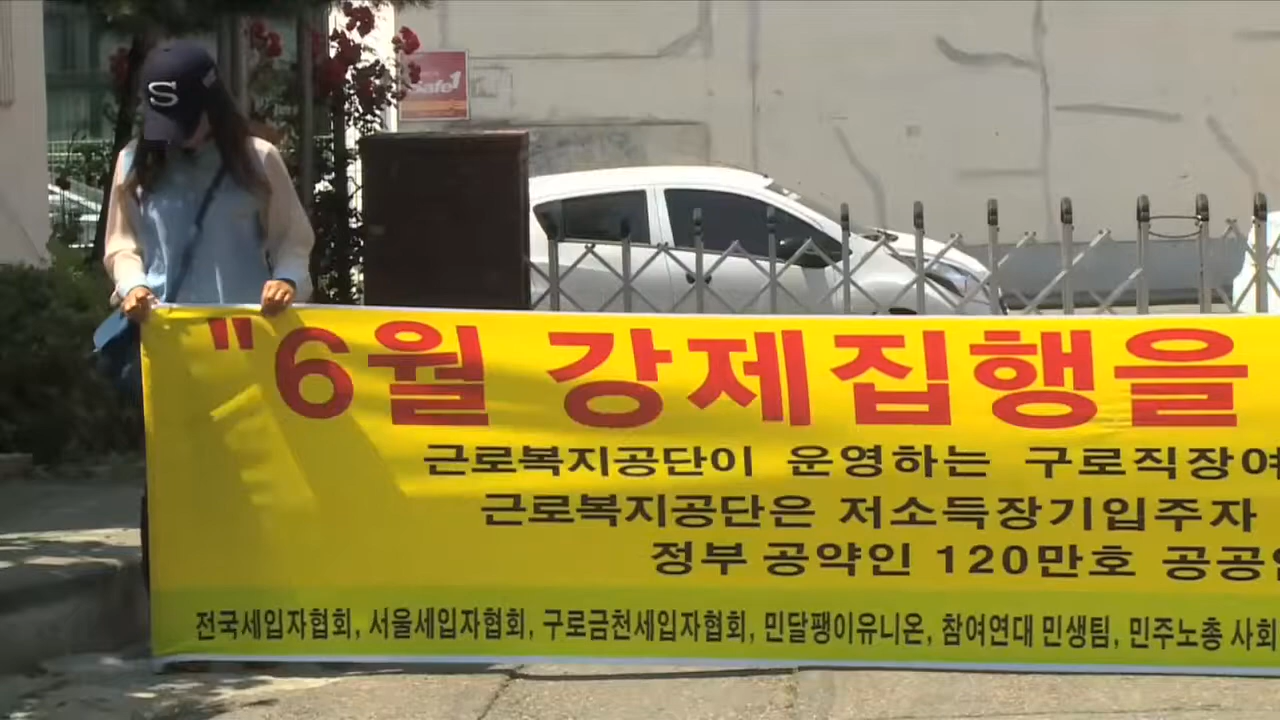 S
Safe1
"6월 강제집행을
근로복지공단이 운영하는 구로직장여
근로복지공단은 저소득장기입주자
정부 공약인 120만호 공공
전국세입자협회, 서울세입자협회, 구로금천세입자협회, 민달팽이유니온, 참여연대 민생팀, 민주노총 사회